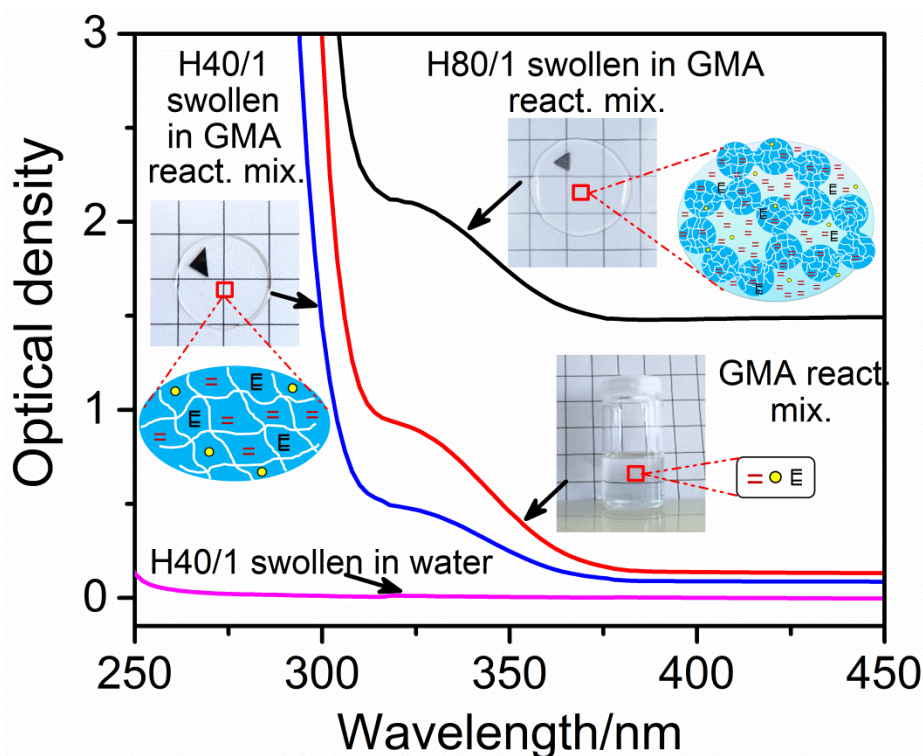 3
2
1
0
Optical density
H40/1
swollen
in GMA
react. mix.
H80/1 swollen in GMA
react. mix.
GMA react.
mix.
H40/1 swollen in water
E
E
E
E
E
E
E
E
E
250
300
350
400
450
Wavelength/nm